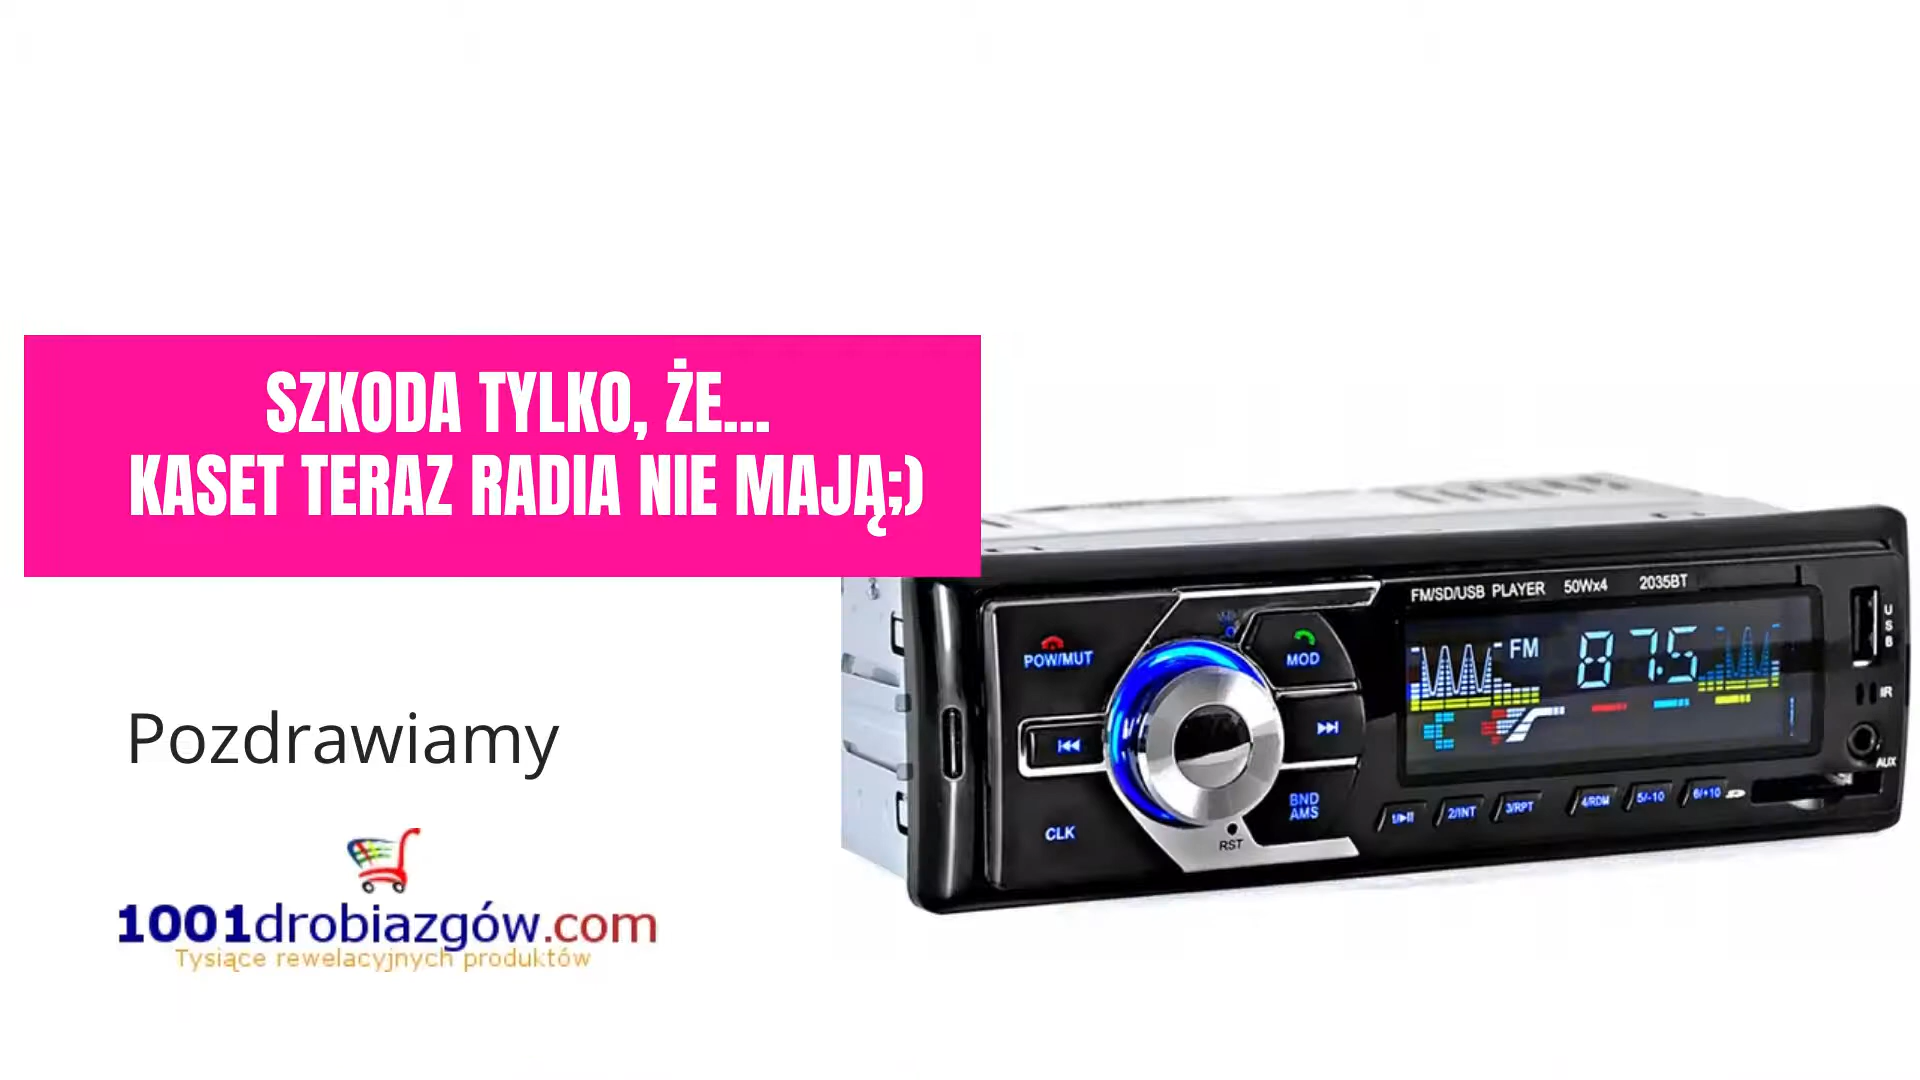 SZKODA TYLKO, ŻE...
KASET TERAZ RADIA NIE MAJĄ;)
Pozdrawiamy
1001drobiazgów.com
Tysiące rewelacyjnych produktów
FM/SD/USB PLAYER 50Wx4 2035BT
POW/MUT
MOD
FM 87.5
USB
IR
AUX
BND
AMS
CLK
RST
1/⏯ 2/INT 3/RPT 4/RDM 5/-10 6/+10